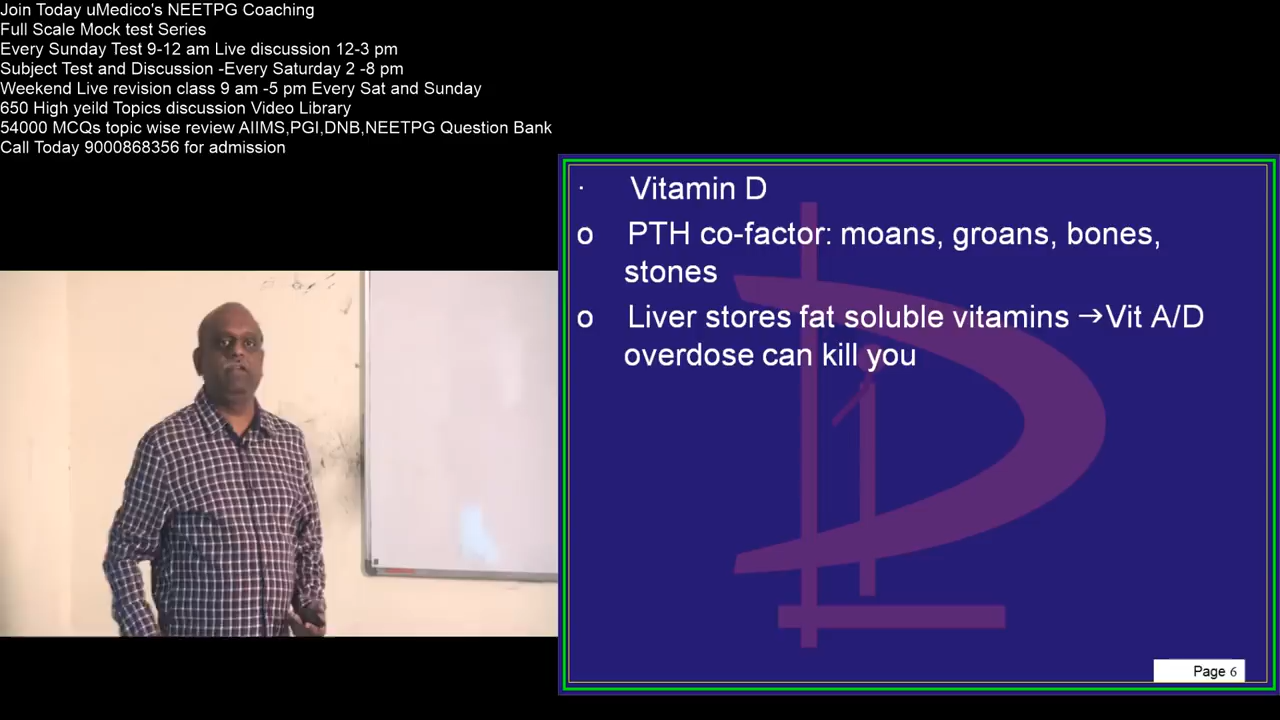 Join Today uMedico's NEETPG Coaching
Full Scale Mock test Series
Every Sunday Test 9-12 am Live discussion 12-3 pm
Subject Test and Discussion -Every Saturday 2 -8 pm
Weekend Live revision class 9 am -5 pm Every Sat and Sunday
650 High yeild Topics discussion Video Library
54000 MCQs topic wise review AIIMS,PGI,DNB,NEETPG Question Bank
Call Today 9000868356 for admission
· Vitamin D
o PTH co-factor: moans, groans, bones,
stones
o Liver stores fat soluble vitamins →Vit A/D
overdose can kill you
Page 6